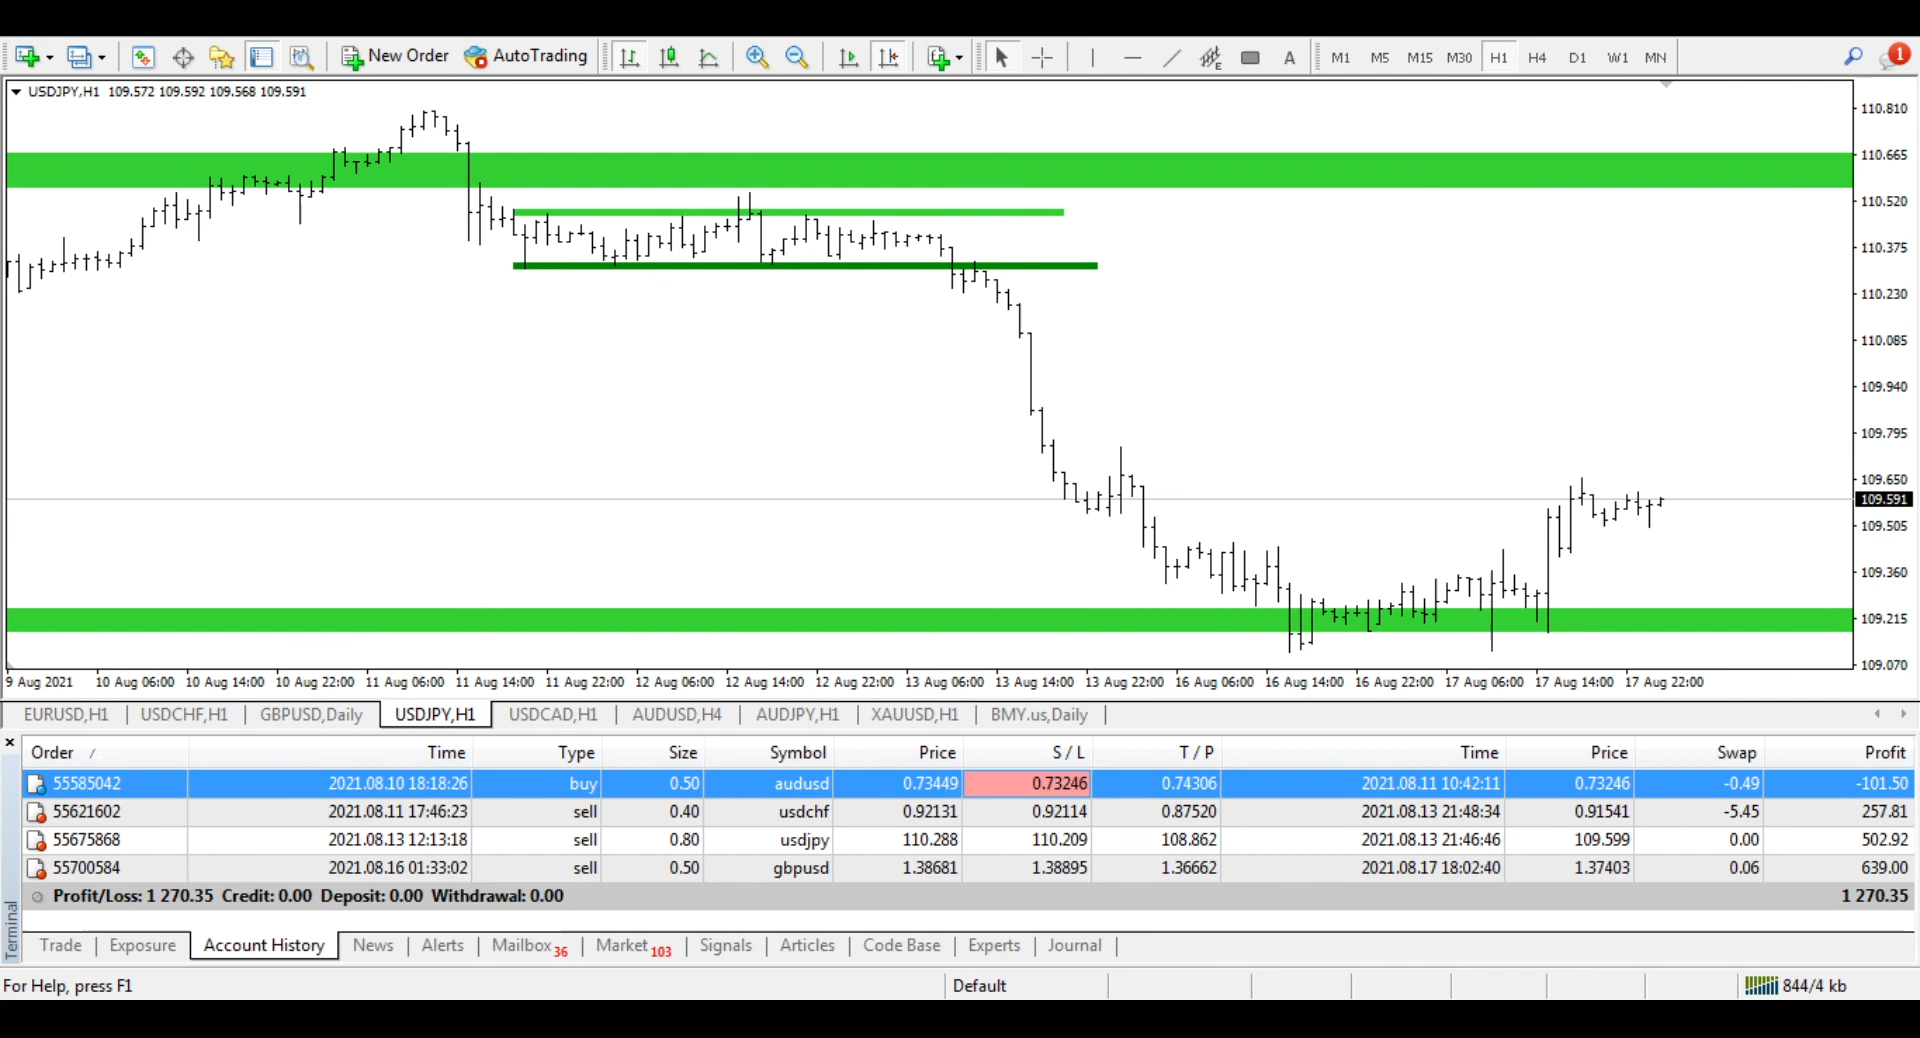 New Order AutoTrading A M1 M5 M15 M30 H1 H4 D1 W1 MN 1
USDJPY,H1 109.572 109.592 109.568 109.591
110.810
110.665
110.520
110.375
110.230
110.085
109.940
109.795
109.650
109.591
109.505
109.360
109.215
109.070
9 Aug 2021 10 Aug 06:00 10 Aug 14:00 10 Aug 22:00 11 Aug 06:00 11 Aug 14:00 11 Aug 22:00 12 Aug 06:00 12 Aug 14:00 12 Aug 22:00 13 Aug 06:00 13 Aug 14:00 13 Aug 22:00 16 Aug 06:00 16 Aug 14:00 16 Aug 22:00 17 Aug 06:00 17 Aug 14:00 17 Aug 22:00
EURUSD,H1 USDCHF,H1 GBPUSD,Daily USDJPY,H1 USDCAD,H1 AUDUSD,H4 AUDJPY,H1 XAUUSD,H1 BMY.us,Daily
Order / Time Type Size Symbol Price S / L T / P Time Price Swap Profit
55585042 2021.08.10 18:18:26 buy 0.50 audusd 0.73449 0.73246 0.74306 2021.08.11 10:42:11 0.73246 -0.49 -101.50
55621602 2021.08.11 17:46:23 sell 0.40 usdchf 0.92131 0.92114 0.87520 2021.08.13 21:48:34 0.91541 -5.45 257.81
55675868 2021.08.13 12:13:18 sell 0.80 usdjpy 110.288 110.209 108.862 2021.08.13 21:46:46 109.599 0.00 502.92
55700584 2021.08.16 01:33:02 sell 0.50 gbpusd 1.38681 1.38895 1.36662 2021.08.17 18:02:40 1.37403 0.06 639.00
Profit/Loss: 1 270.35 Credit: 0.00 Deposit: 0.00 Withdrawal: 0.00 1 270.35
Terminal
Trade Exposure Account History News Alerts Mailbox 36 Market 103 Signals Articles Code Base Experts Journal
For Help, press F1 Default 844/4 kb